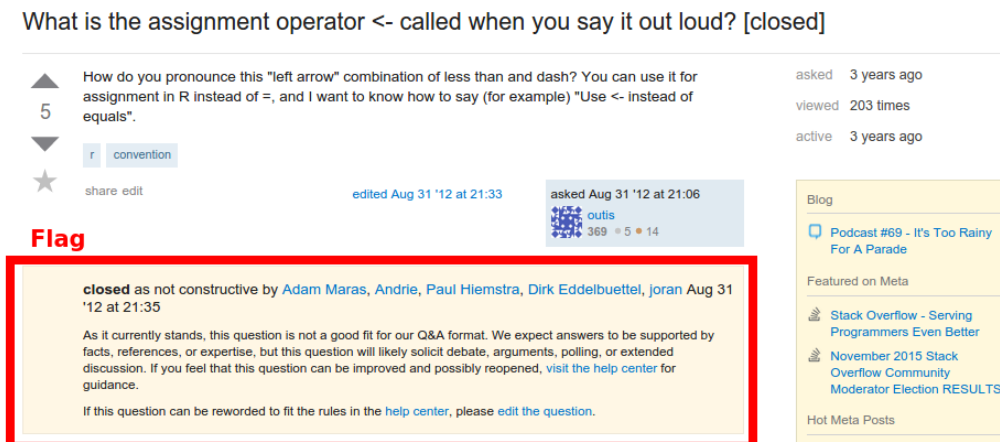 What is the assignment operator <- called when you say it out loud? [closed]
5
How do you pronounce this "left arrow" combination of less than and dash? You can use it for
assignment in R instead of =, and I want to know how to say (for example) "Use <- instead of
equals".
r convention
share edit
edited Aug 31 '12 at 21:33
asked Aug 31 '12 at 21:06
outis
369 5 14
Flag
closed as not constructive by Adam Maras, Andrie, Paul Hiemstra, Dirk Eddelbuettel, joran Aug 31
'12 at 21:35
As it currently stands, this question is not a good fit for our Q&A format. We expect answers to be supported by
facts, references, or expertise, but this question will likely solicit debate, arguments, polling, or extended
discussion. If you feel that this question can be improved and possibly reopened, visit the help center for
guidance.
If this question can be reworded to fit the rules in the help center, please edit the question.
asked 3 years ago
viewed 203 times
active 3 years ago
Blog
Podcast #69 - It's Too Rainy
For A Parade
Featured on Meta
Stack Overflow - Serving
Programmers Even Better
November 2015 Stack
Overflow Community
Moderator Election RESULTS
Hot Meta Posts